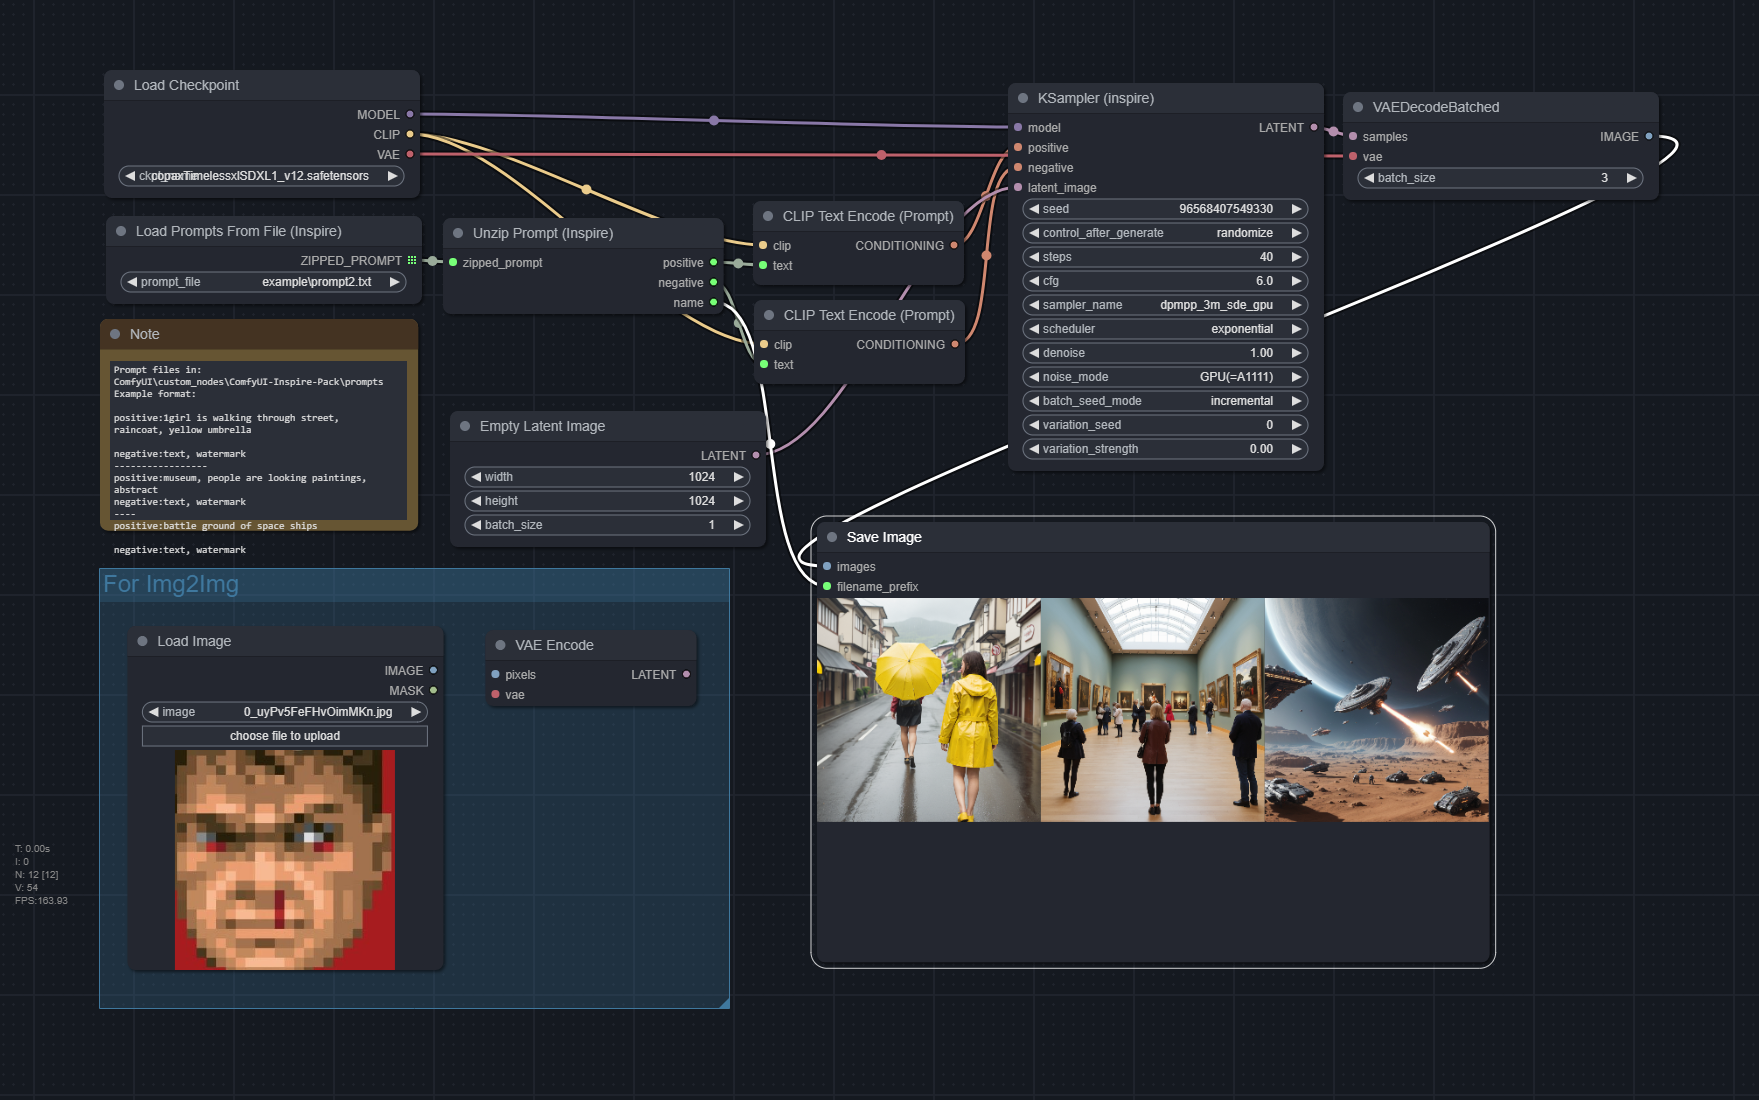 Load Checkpoint
MODEL
CLIP
VAE
TimelessxlSDXL1_v12.safetensors
Load Prompts From File (Inspire)
ZIPPED_PROMPT
prompt_file example\prompt2.txt
Note
Prompt files in:
ComfyUI\custom_nodes\ComfyUI-Inspire-Pack\prompts
Example format:
positive:1girl is walking through street,
raincoat, yellow umbrella
negative:text, watermark
-----------------
positive:museum, people are looking paintings,
abstract
negative:text, watermark
----
positive:battle ground of space ships
negative:text, watermark
Unzip Prompt (Inspire)
zipped_prompt positive
negative
name
CLIP Text Encode (Prompt)
clip CONDITIONING
text
CLIP Text Encode (Prompt)
clip CONDITIONING
text
Empty Latent Image
LATENT
width 1024
height 1024
batch_size 1
KSampler (inspire)
model LATENT
positive
negative
latent_image
seed 96568407549330
control_after_generate randomize
steps 40
cfg 6.0
sampler_name dpmpp_3m_sde_gpu
scheduler exponential
denoise 1.00
noise_mode GPU(=A1111)
batch_seed_mode incremental
variation_seed 0
variation_strength 0.00
VAEDecodeBatched
samples IMAGE
vae
batch_size 3
Save Image
images
filename_prefix
For Img2Img
Load Image
IMAGE
MASK
image 0_uyPv5FeFHvOimMKn.jpg
choose file to upload
VAE Encode
pixels LATENT
vae
T: 0.00s
I: 0
N: 12 [12]
V: 54
FPS:163.93